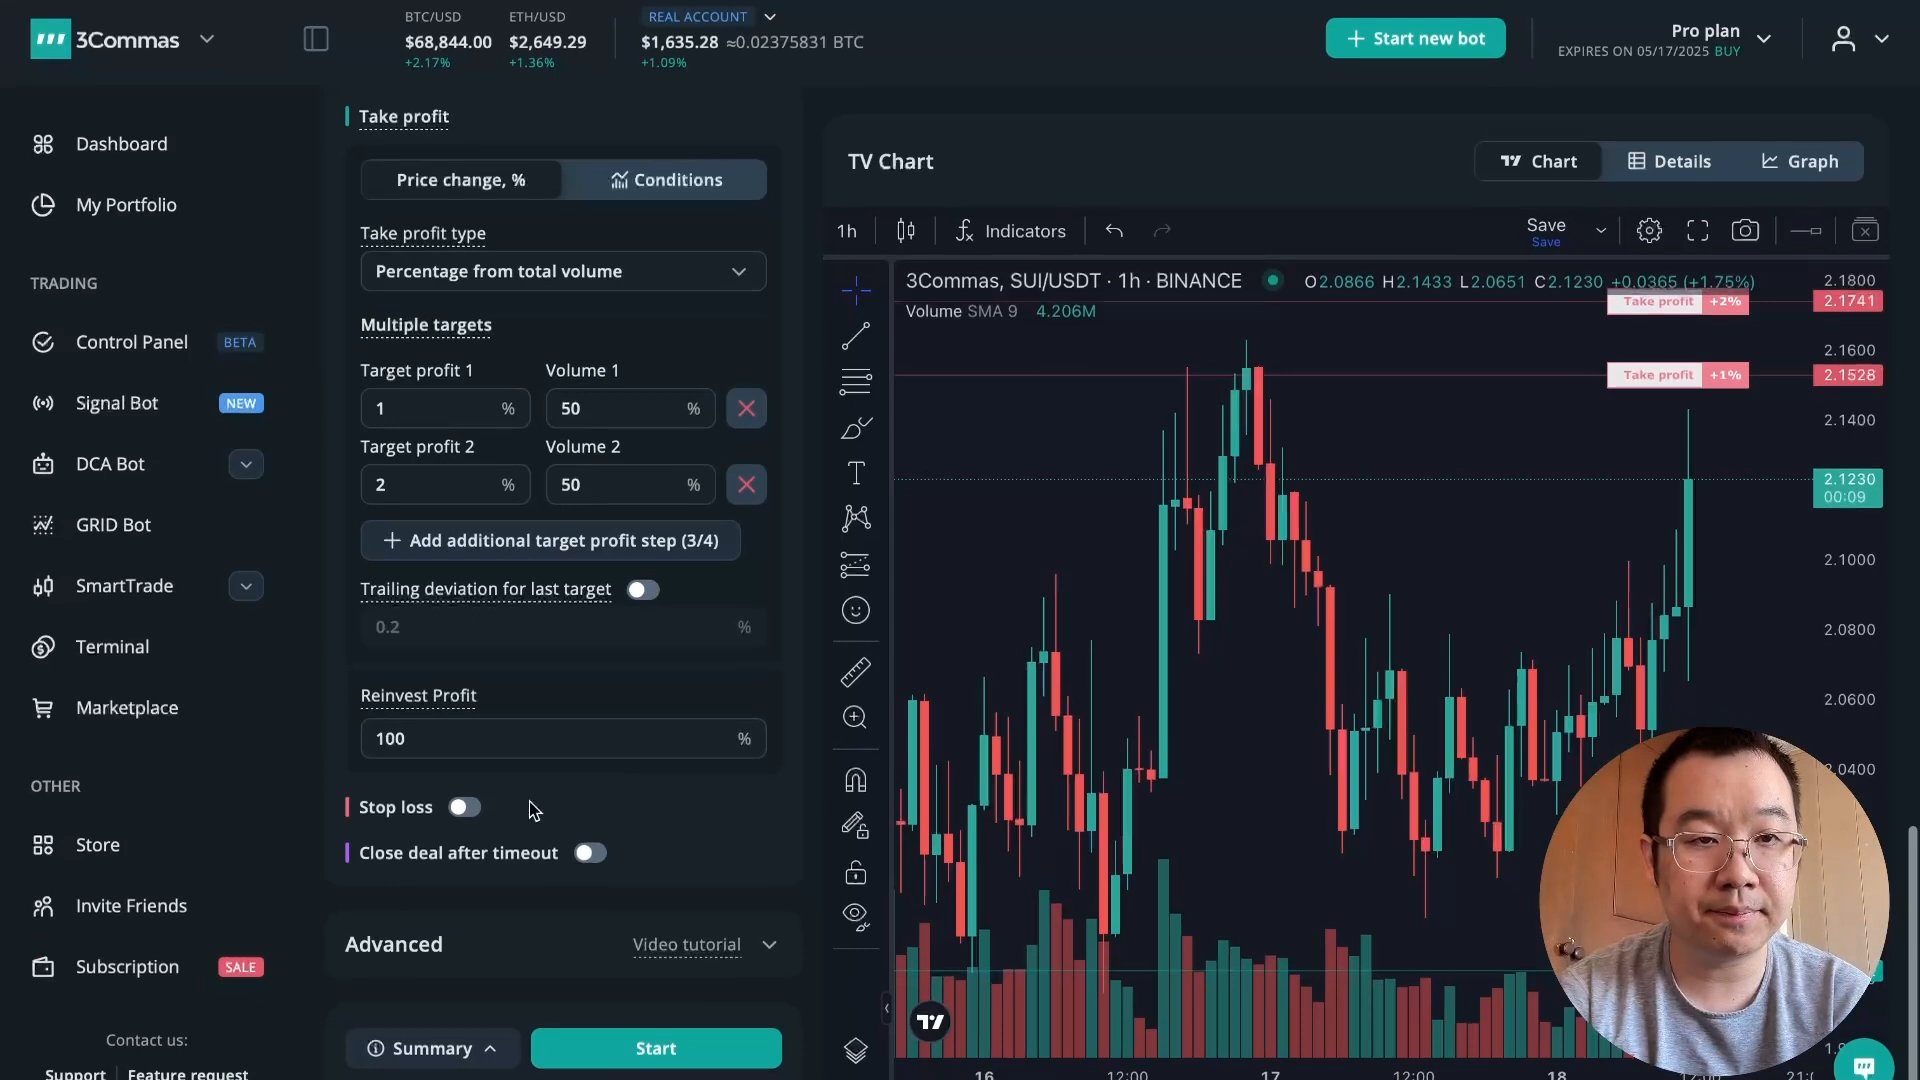 3Commas
BTC/USD
$68,844.00
+2.17%
ETH/USD
$2,649.29
+1.36%
REAL ACCOUNT
$1,635.28 ≈0.02375831 BTC
+1.09%
+ Start new bot
Pro plan
EXPIRES ON 05/17/2025 BUY
Dashboard
My Portfolio
TRADING
Control Panel BETA
Signal Bot NEW
DCA Bot
GRID Bot
SmartTrade
Terminal
Marketplace
OTHER
Store
Invite Friends
Subscription SALE
Contact us:
Support | Feature request
Take profit
Price change, % Conditions
Take profit type
Percentage from total volume
Multiple targets
Target profit 1 Volume 1
1 % 50 %
Target profit 2 Volume 2
2 % 50 %
+ Add additional target profit step (3/4)
Trailing deviation for last target
0.2 %
Reinvest Profit
100 %
Stop loss
Close deal after timeout
Advanced Video tutorial
Summary Start
TV Chart
Chart Details Graph
1h Indicators Save
Save
3Commas, SUI/USDT · 1h · BINANCE O2.0866 H2.1433 L2.0651 C2.1230 +0.0365 (+1.75%)
Volume SMA 9 4.206M
Take profit +2%
Take profit +1%
2.1800
2.1741
2.1600
2.1528
2.1400
2.1230
00:09
2.1000
2.0800
2.0600
2.0400
16 12:00 17 12:00 18